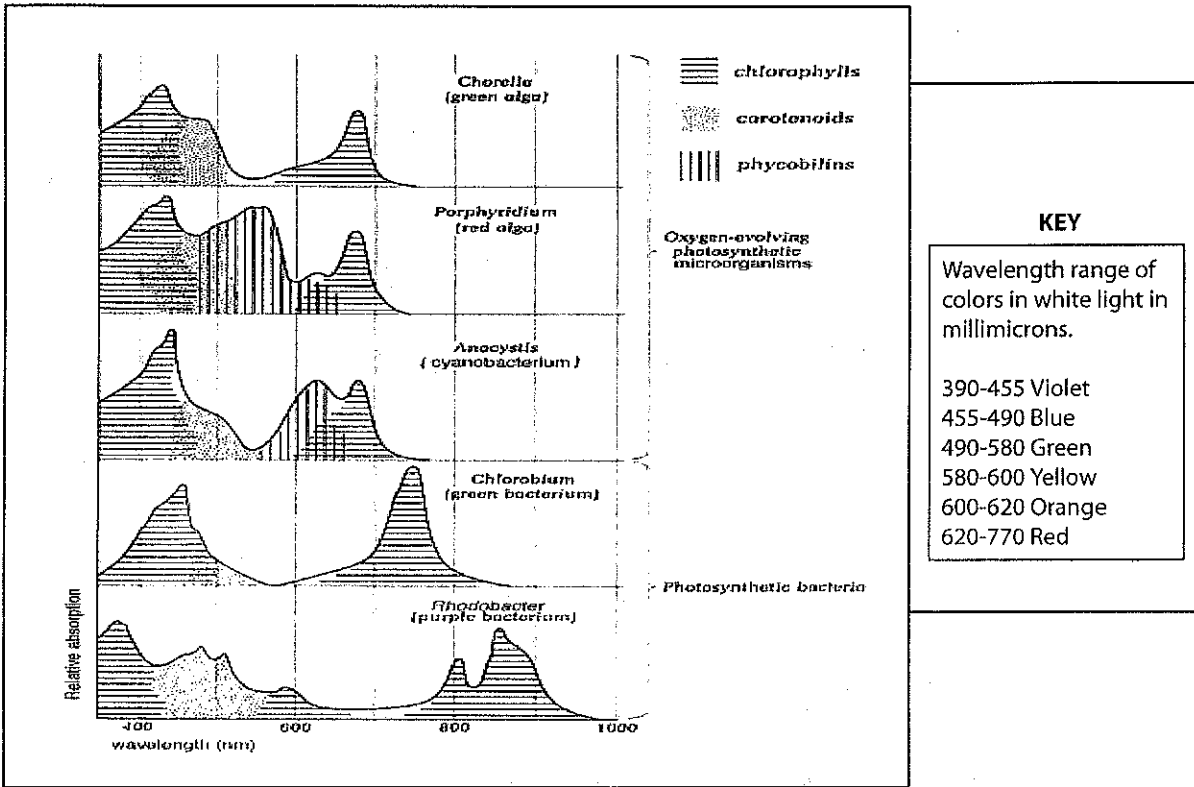 Chorella
(green alga)
Porphyridium
(red alga)
Anacystis
( cyanobacterium)
Chlorobium
(green bacterium)
Rhodobacter
(purple bacterium)
chlorophylls
carotenoids
phycobilins
Oxygen-evolving
photosynthetic
microorganisms
Photosynthetic bacteria
Relative absorption
400
600
800
1000
wavelength (nm)
KEY
Wavelength range of
colors in white light in
millimicrons.
390-455 Violet
455-490 Blue
490-580 Green
580-600 Yellow
600-620 Orange
620-770 Red